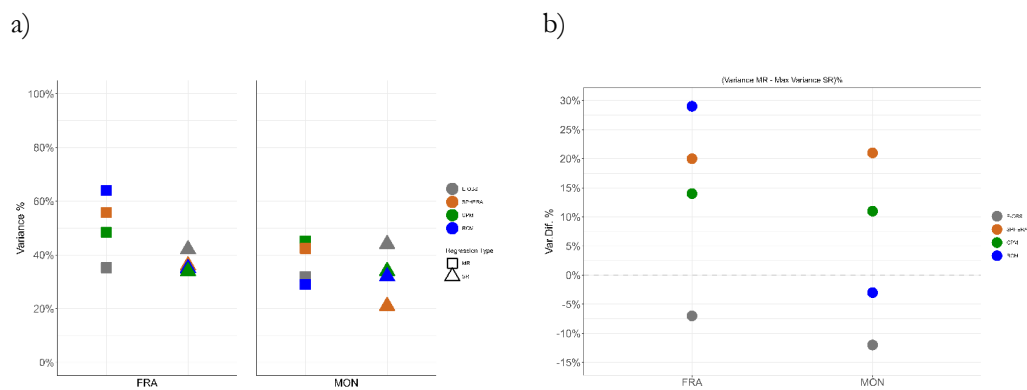 a)
b)
(Variance MR - Max Variance SR)%
100%
80%
60%
40%
20%
0%
Variance %
FRA
MON
Regression Type
MR
SR
30%
25%
20%
15%
10%
5%
0%
-5%
-10%
-15%
Var.Dif. %
FRA
MON